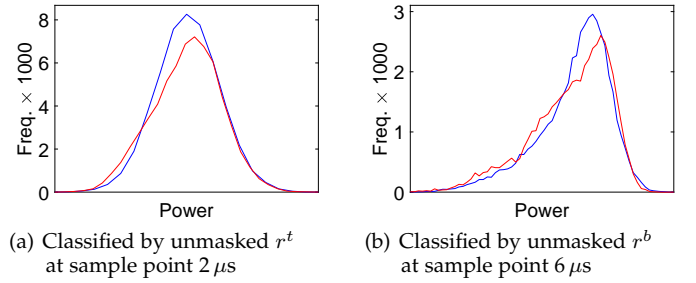 8
6
4
2
0
Freq. × 1000
Power
(a) Classified by unmasked r^t
at sample point 2 μs
3
2
1
0
Freq. × 1000
Power
(b) Classified by unmasked r^b
at sample point 6 μs